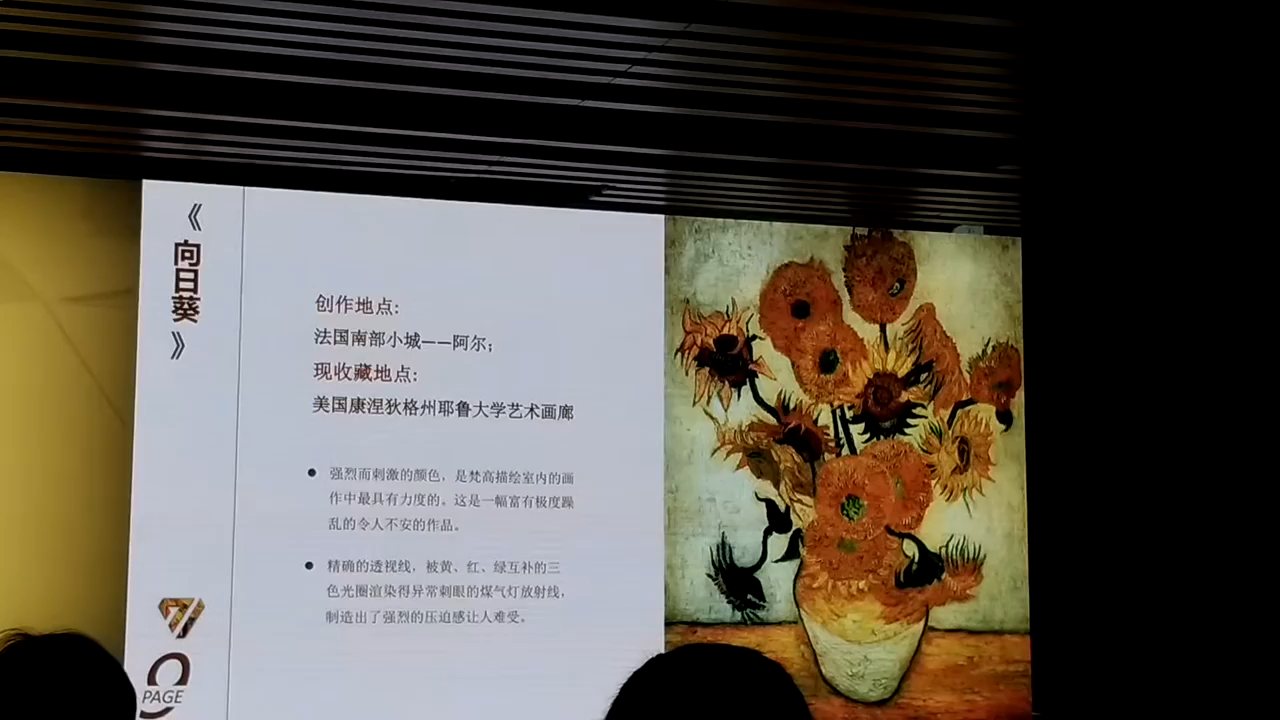 《向日葵》
创作地点:
法国南部小城——阿尔;
现收藏地点:
美国康涅狄格州耶鲁大学艺术画廊
● 强烈而刺激的颜色，是梵高描绘室内的画
作中最具有力度的。这是一幅富有极度躁
乱的令人不安的作品。
● 精确的透视线，被黄、红、绿互补的三
色光圈渲染得异常刺眼的煤气灯放射线，
制造出了强烈的压迫感让人难受。
PAGE